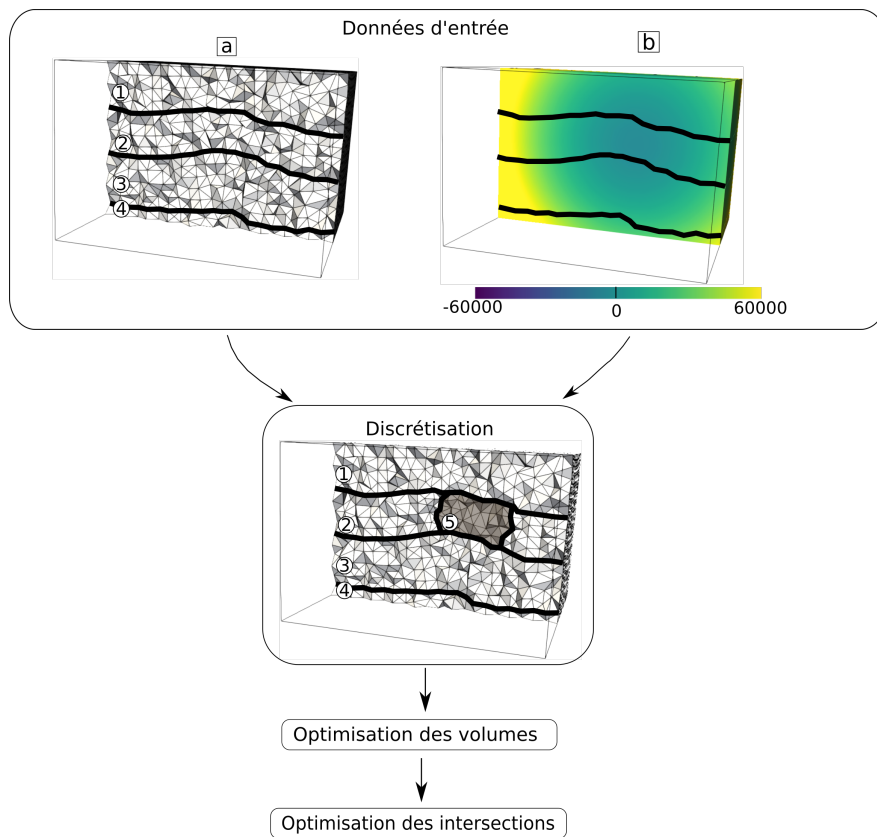 Données d'entrée
a
b
1
2
3
4
-60000
0
60000
Discrétisation
1
2
5
3
4
Optimisation des volumes
Optimisation des intersections